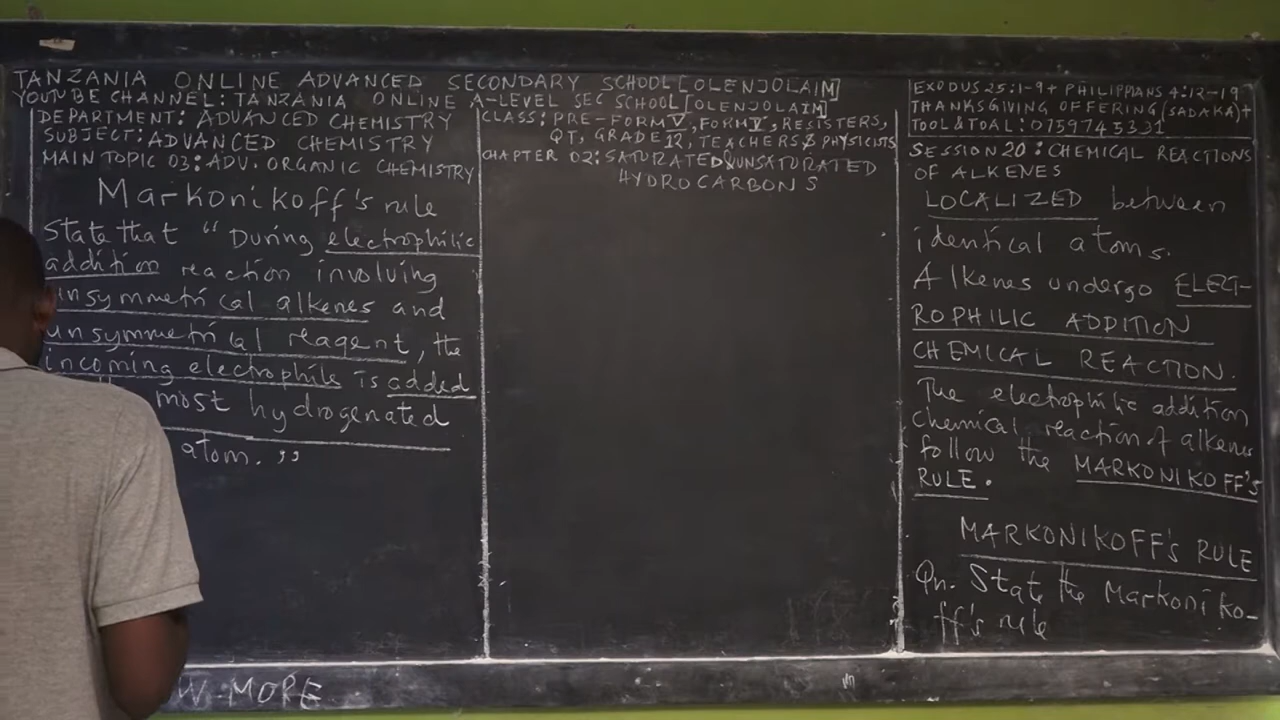 TANZANIA ONLINE ADVANCED SECONDARY SCHOOL [OLENJOLAIM]
YOUTUBE CHANNEL: TANZANIA ONLINE A-LEVEL SEC SCHOOL [OLENJOLAIM]
DEPARTMENT: ADVANCED CHEMISTRY
SUBJECT: ADVANCED CHEMISTRY
MAIN TOPIC 03: ADV. ORGANIC CHEMISTRY
Markonikoff's rule
State that "During electrophilic
addition reaction involving
unsymmetrical alkenes and
unsymmetrical reagent, the
incoming electrophile is added
most hydrogenated
atom."
CLASS: PRE-FORM V, FORM V, RESISTERS,
QT, GRADE 12, TEACHERS & PHYSICISTS
CHAPTER 02: SATURATED & UNSATURATED
HYDROCARBONS
EXODUS 25:1-9 + PHILIPPIANS 4:12-19
THANKSGIVING OFFERING (SADAKA) +
TOOL & TOAL: 0759745331
SESSION 20: CHEMICAL REACTIONS
OF ALKENES
LOCALIZED between
identical atoms.
Alkenes undergo ELECT-
ROPHILIC ADDITION
CHEMICAL REACTION.
The electrophilic addition
Chemical reaction of alkenes
follow the MARKONIKOFF'S
RULE.
MARKONIKOFF'S RULE
Qn. State the Markoniko-
ff's rule
W MORE